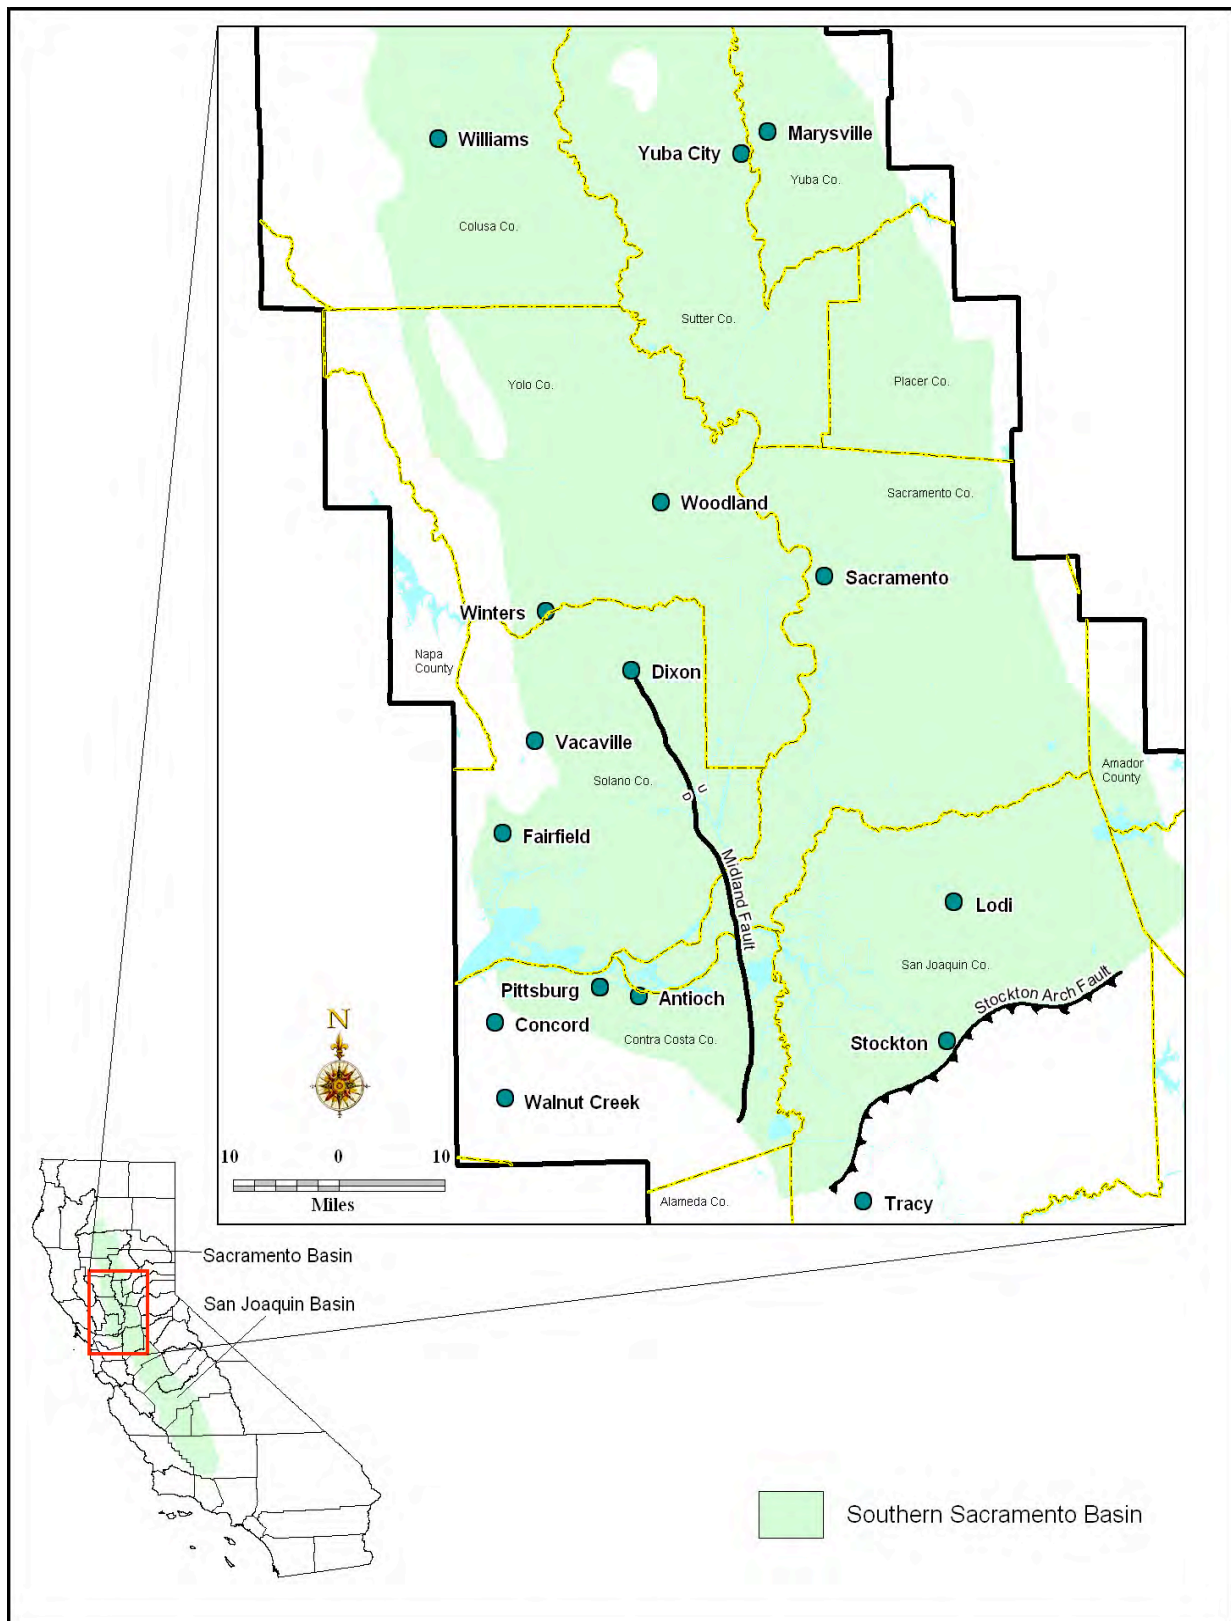 Williams
Marysville
Yuba City
Yuba Co.
Colusa Co.
Sutter Co.
Yolo Co.
Placer Co.
Sacramento Co.
Woodland
Sacramento
Winters
Napa
County
Dixon
Vacaville
Solano Co.
U
D
Amador
County
Fairfield
Midland Fault
Lodi
San Joaquin Co.
Stockton Arch Fault
Pittsburg
Antioch
Concord
Contra Costa Co.
Stockton
N
Walnut Creek
10 0 10
Miles
Alameda Co.
Tracy
Sacramento Basin
San Joaquin Basin
Southern Sacramento Basin